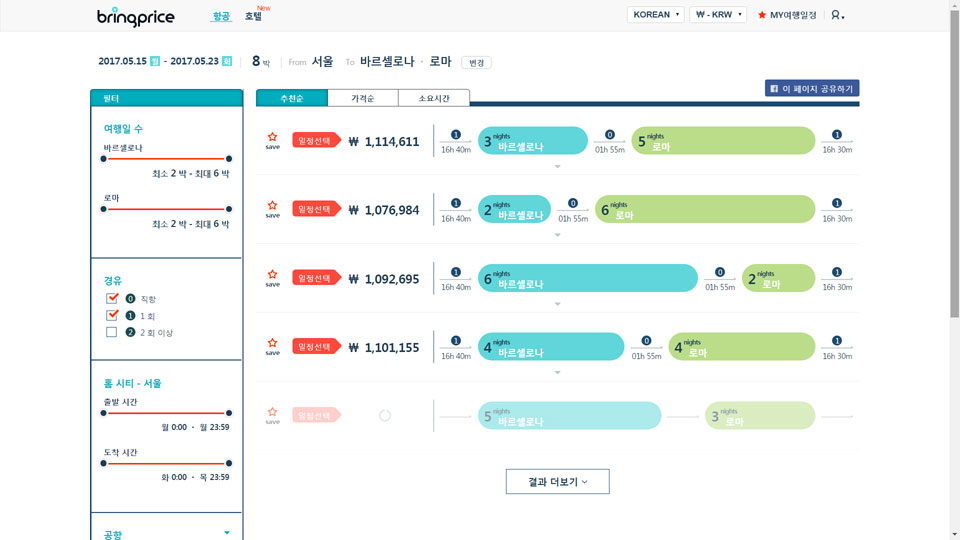 bringprice 항공 호텔 New KOREAN ₩ - KRW MY여행일정
2017.05.15 월 - 2017.05.23 화 8 박 From 서울 To 바르셀로나 · 로마 변경
이 페이지 공유하기
필터
추천순 가격순 소요시간
여행일 수
바르셀로나
최소 2 박 - 최대 6 박
로마
최소 2 박 - 최대 6 박
경유
0 직항
1 1 회
2 2 회 이상
홈 시티 - 서울
출발 시간
월 0:00 - 월 23:59
도착 시간
화 0:00 - 목 23:59
공항
save 일정선택 ₩ 1,114,611 1 16h 40m 3 nights 바르셀로나 0 01h 55m 5 nights 로마 1 16h 30m
save 일정선택 ₩ 1,076,984 1 16h 40m 2 nights 바르셀로나 0 01h 55m 6 nights 로마 1 16h 30m
save 일정선택 ₩ 1,092,695 1 16h 40m 6 nights 바르셀로나 0 01h 55m 2 nights 로마 1 16h 30m
save 일정선택 ₩ 1,101,155 1 16h 40m 4 nights 바르셀로나 0 01h 55m 4 nights 로마 1 16h 30m
save 일정선택 5 nights 바르셀로나 3 nights 로마
결과 더보기